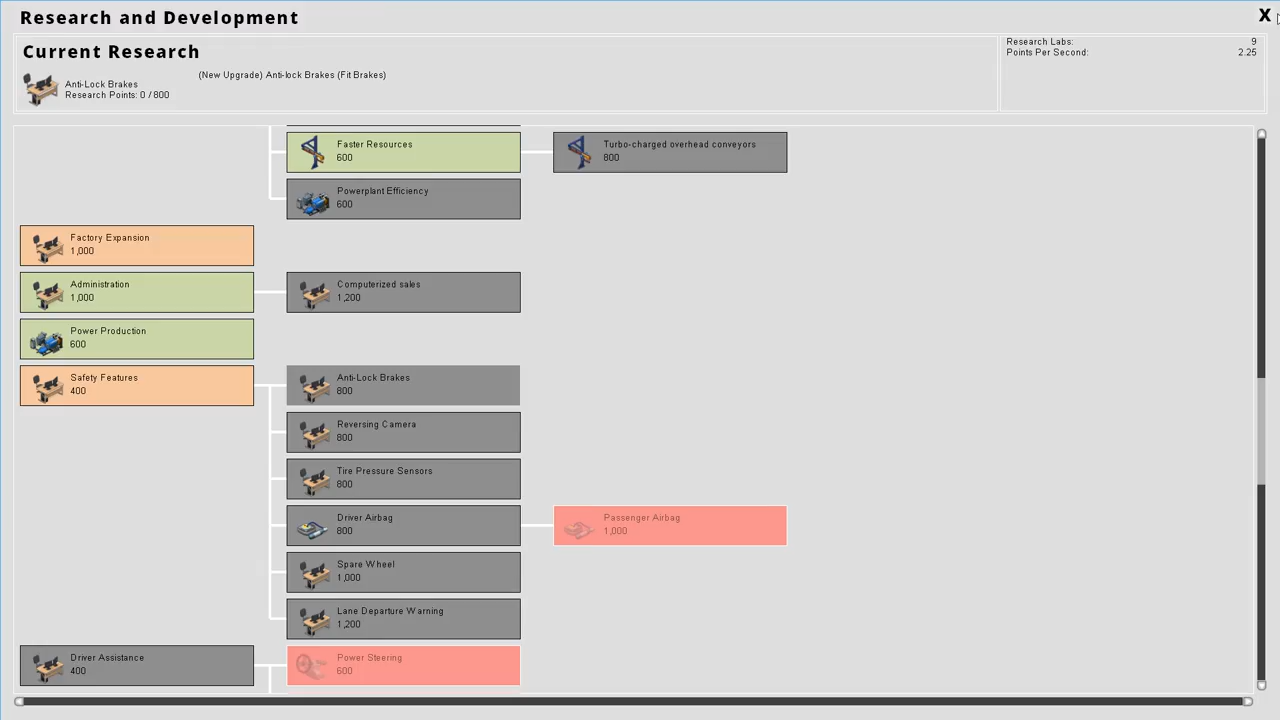 Research and Development
X
Current Research
Anti-Lock Brakes
Research Points: 0 / 800
(New Upgrade) Anti-lock Brakes (Fit Brakes)
Research Labs: 9
Points Per Second: 2.25
Faster Resources
600
Turbo-charged overhead conveyors
800
Powerplant Efficiency
600
Factory Expansion
1,000
Administration
1,000
Computerized sales
1,200
Power Production
600
Safety Features
400
Anti-Lock Brakes
800
Reversing Camera
800
Tire Pressure Sensors
800
Driver Airbag
800
Passenger Airbag
1,000
Spare Wheel
1,000
Lane Departure Warning
1,200
Driver Assistance
400
Power Steering
600